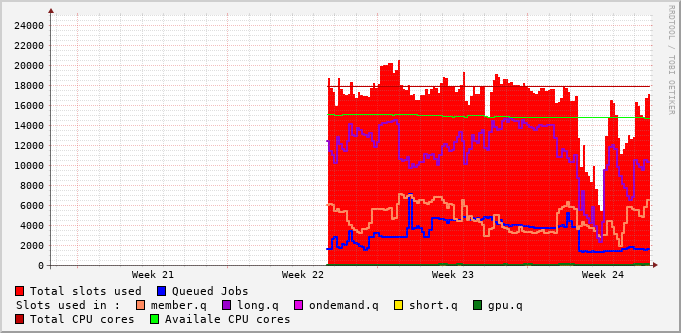 RRDTOOL / TOBI OETIKER
24000
22000
20000
18000
16000
14000
12000
10000
8000
6000
4000
2000
0
Week 21 Week 22 Week 23 Week 24
Total slots used Queued Jobs
Slots used in : member.q long.q ondemand.q short.q gpu.q
Total CPU cores Availale CPU cores